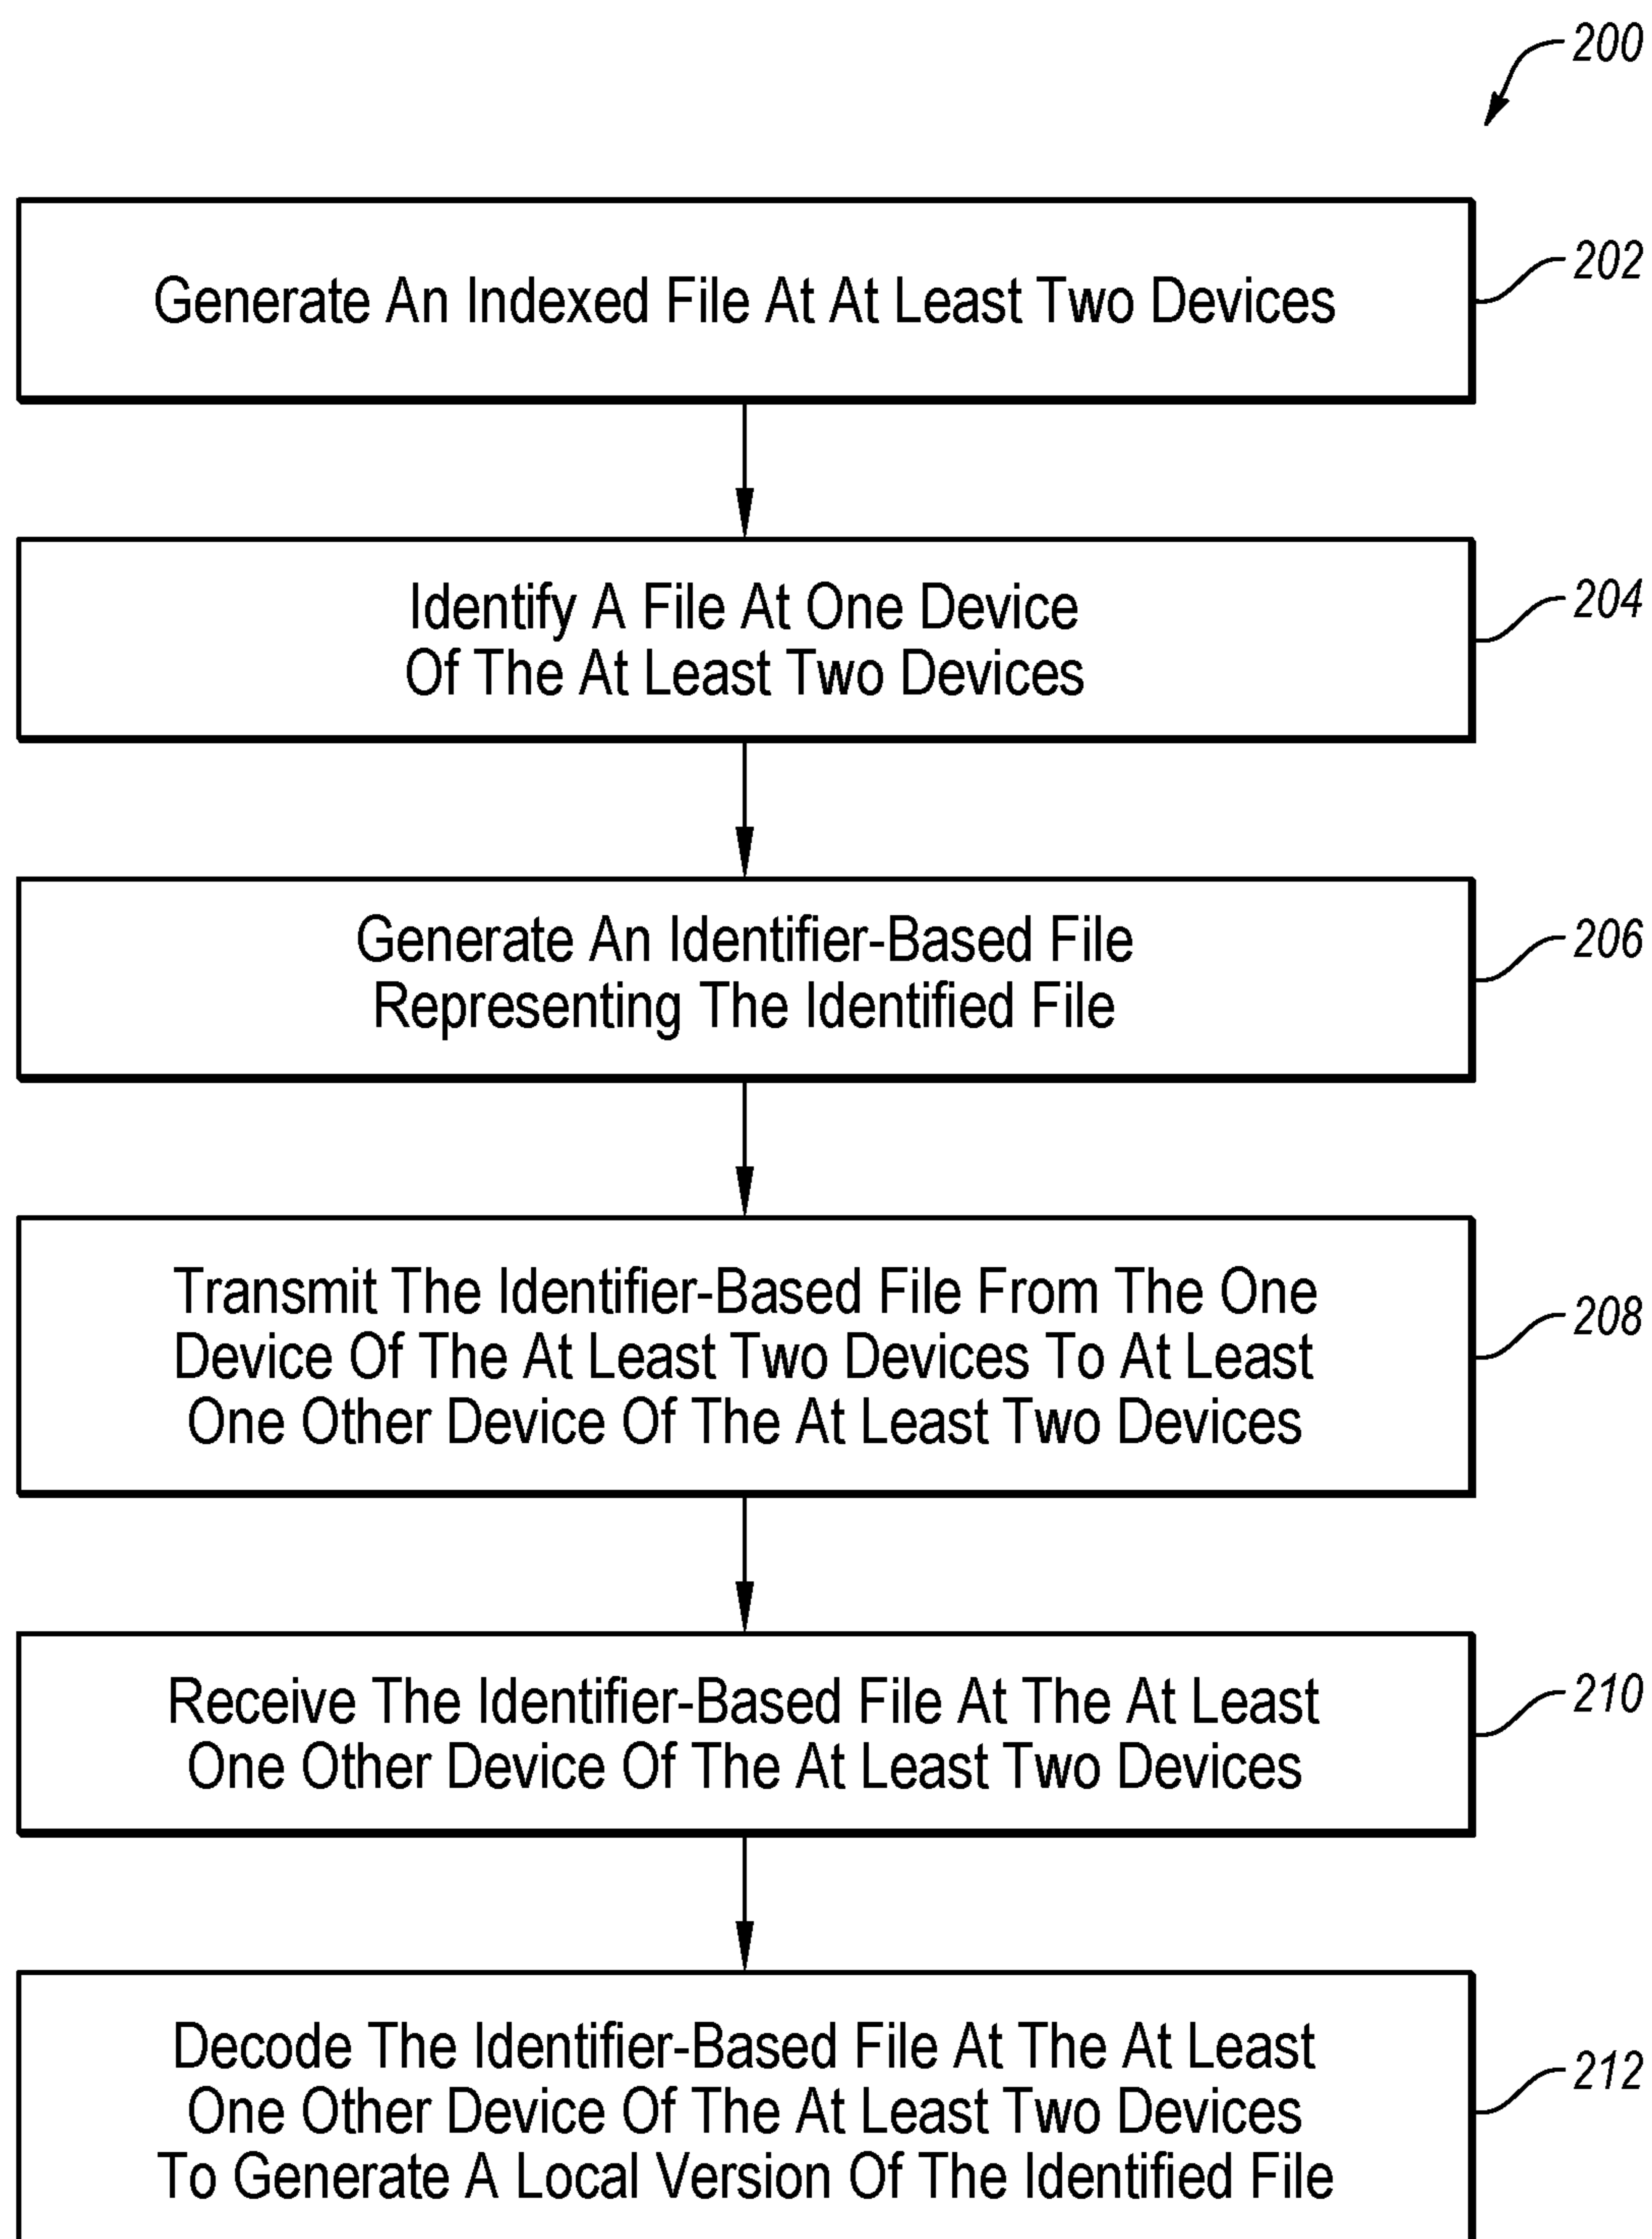 200
Generate An Indexed File At At Least Two Devices
202
Identify A File At One Device
Of The At Least Two Devices
204
Generate An Identifier-Based File
Representing The Identified File
206
Transmit The Identifier-Based File From The One
Device Of The At Least Two Devices To At Least
One Other Device Of The At Least Two Devices
208
Receive The Identifier-Based File At The At Least
One Other Device Of The At Least Two Devices
210
Decode The Identifier-Based File At The At Least
One Other Device Of The At Least Two Devices
To Generate A Local Version Of The Identified File
212